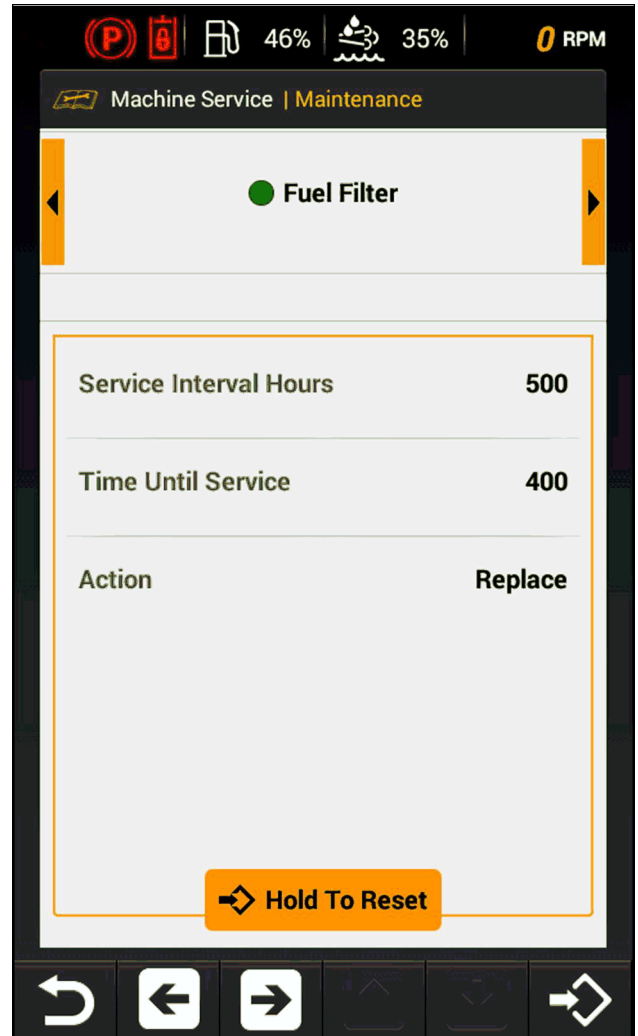 P 46% 35% 0 RPM
Machine Service | Maintenance
Fuel Filter
Service Interval Hours 500
Time Until Service 400
Action Replace
Hold To Reset